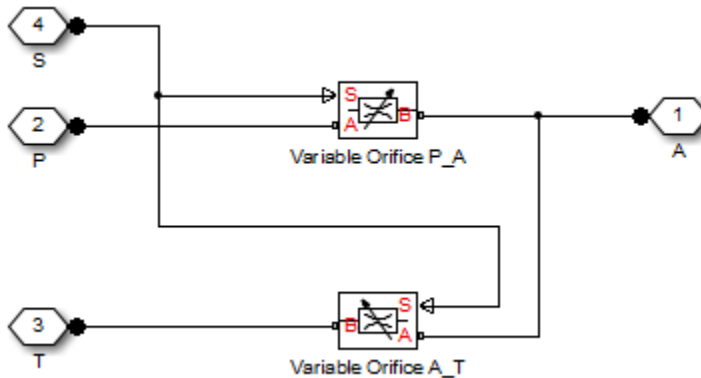 4
S
S
2
P
A
B
1
A
Variable Orifice P_A
3
T
B
S
A
Variable Orifice A_T